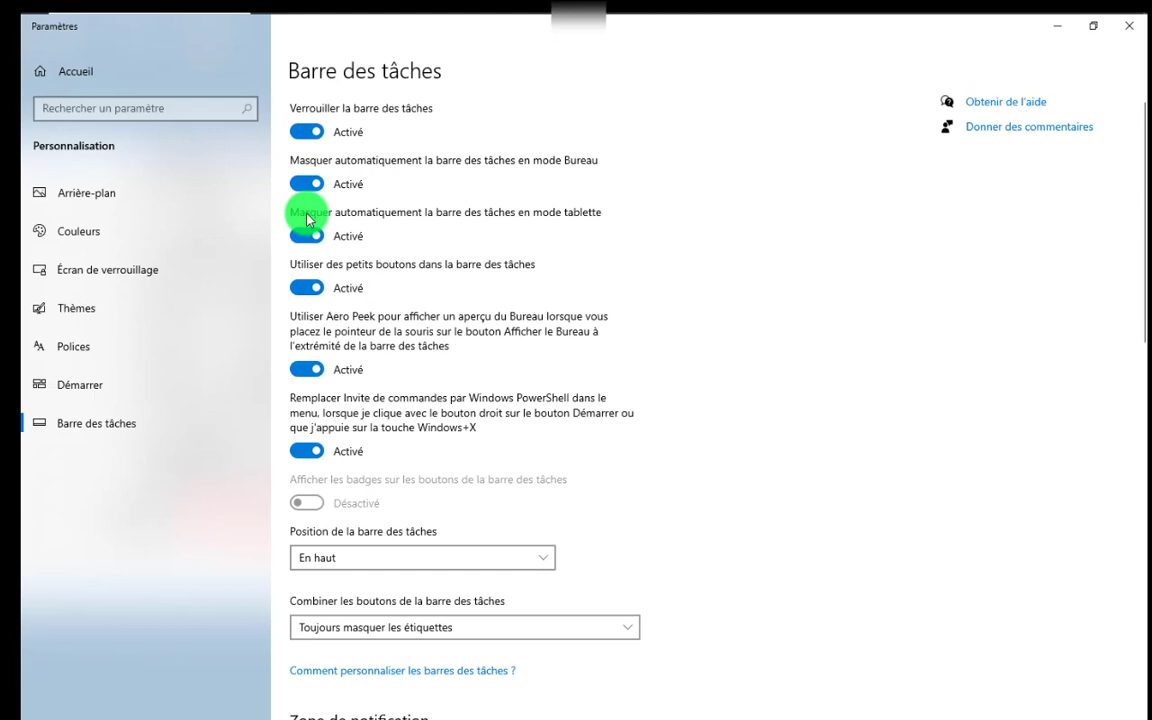 Paramètres
Accueil
Rechercher un paramètre
Personnalisation
Arrière-plan
Couleurs
Écran de verrouillage
Thèmes
Polices
Démarrer
Barre des tâches
Barre des tâches
Verrouiller la barre des tâches
Activé
Masquer automatiquement la barre des tâches en mode Bureau
Activé
Masquer automatiquement la barre des tâches en mode tablette
Activé
Utiliser des petits boutons dans la barre des tâches
Activé
Utiliser Aero Peek pour afficher un aperçu du Bureau lorsque vous
placez le pointeur de la souris sur le bouton Afficher le Bureau à
l'extrémité de la barre des tâches
Activé
Remplacer Invite de commandes par Windows PowerShell dans le
menu, lorsque je clique avec le bouton droit sur le bouton Démarrer ou
que j'appuie sur la touche Windows+X
Activé
Afficher les badges sur les boutons de la barre des tâches
Désactivé
Position de la barre des tâches
En haut
Combiner les boutons de la barre des tâches
Toujours masquer les étiquettes
Comment personnaliser les barres des tâches ?
Zone de notification
Obtenir de l'aide
Donner des commentaires